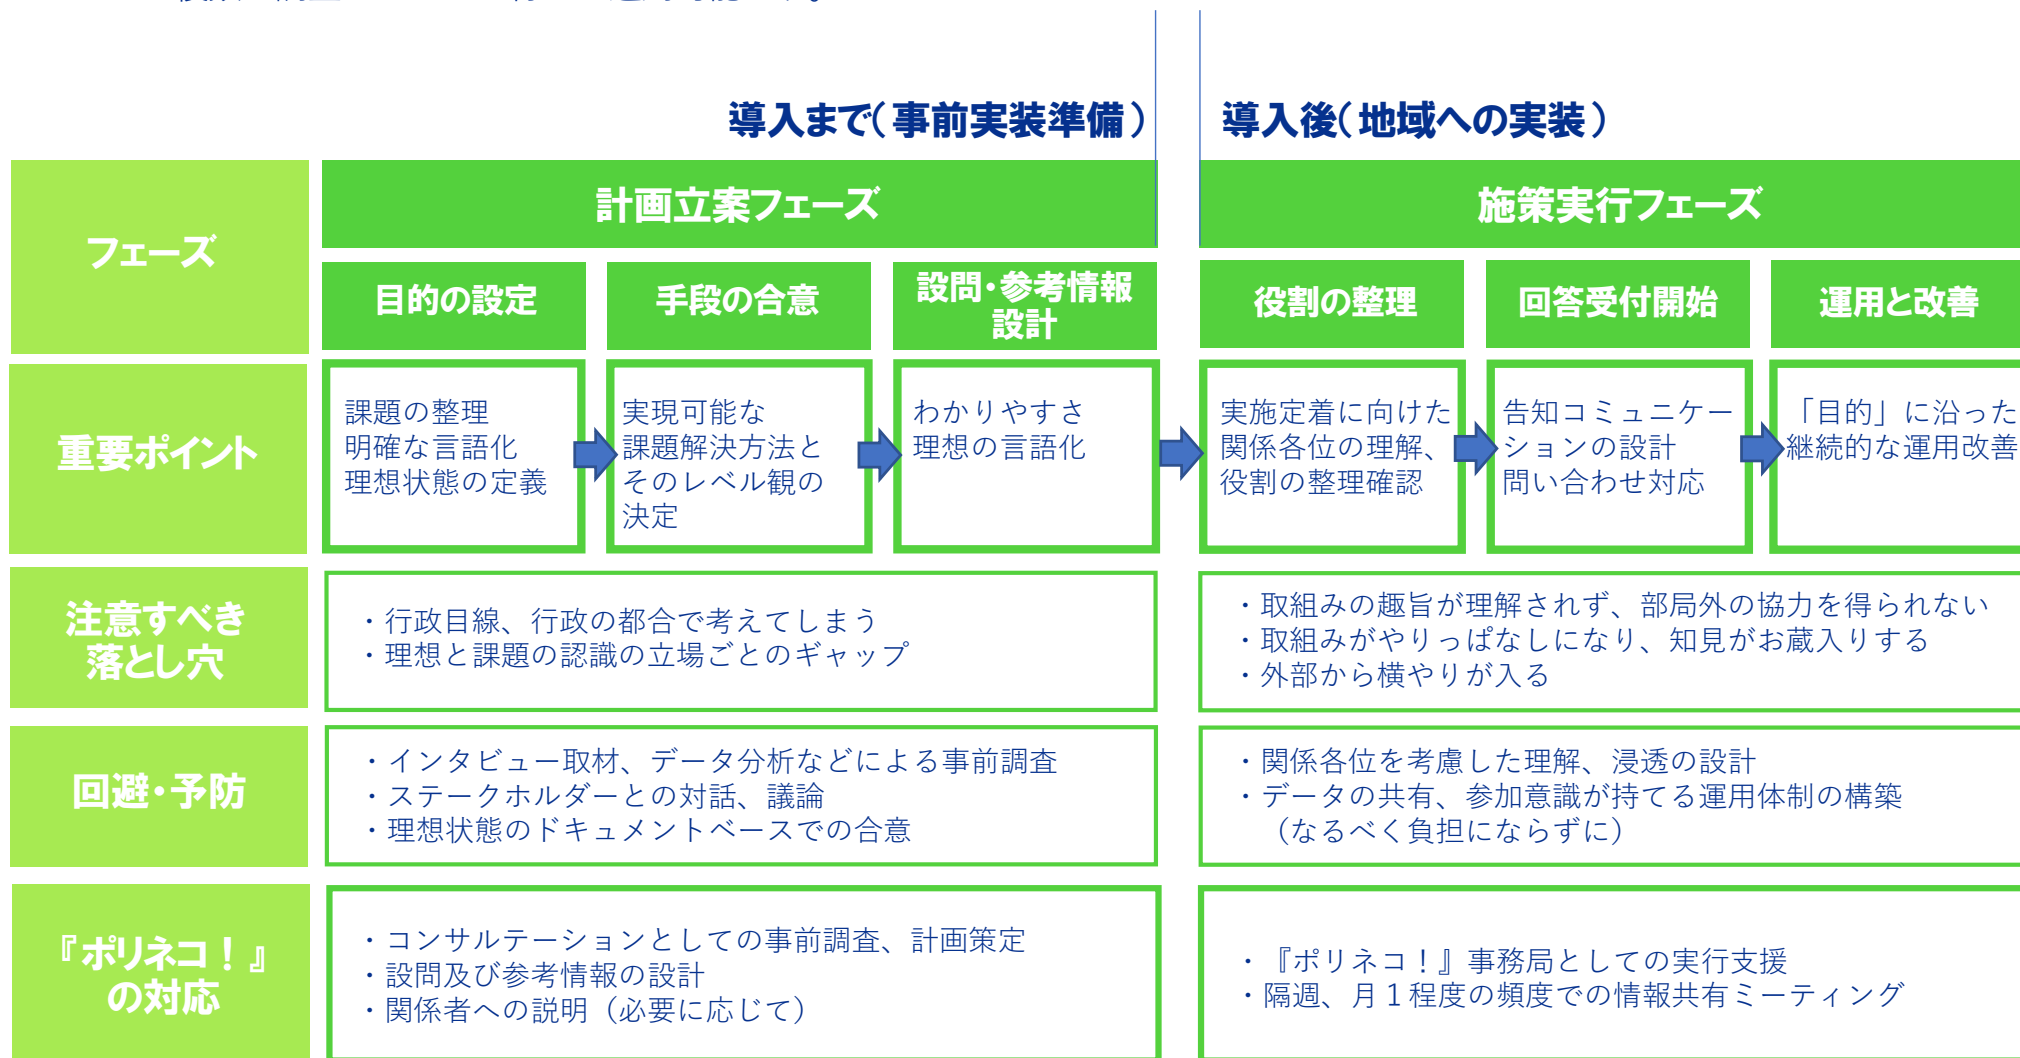 導入まで(事前実装準備)
導入後(地域への実装)
フェーズ
計画立案フェーズ
施策実行フェーズ
目的の設定
手段の合意
設問・参考情報
設計
役割の整理
回答受付開始
運用と改善
重要ポイント
課題の整理
明確な言語化
理想状態の定義
実現可能な
課題解決方法と
そのレベル観の
決定
わかりやすさ
理想の言語化
実施定着に向けた
関係各位の理解、
役割の整理確認
告知コミュニケー
ションの設計
問い合わせ対応
「目的」に沿った
継続的な運用改善
注意すべき
落とし穴
・行政目線、行政の都合で考えてしまう
・理想と課題の認識の立場ごとのギャップ
・取組みの趣旨が理解されず、部局外の協力を得られない
・取組みがやりっぱなしになり、知見がお蔵入りする
・外部から横やりが入る
回避・予防
・インタビュー取材、データ分析などによる事前調査
・ステークホルダーとの対話、議論
・理想状態のドキュメントベースでの合意
・関係各位を考慮した理解、浸透の設計
・データの共有、参加意識が持てる運用体制の構築
（なるべく負担にならずに）
『ポリネコ！』
の対応
・コンサルテーションとしての事前調査、計画策定
・設問及び参考情報の設計
・関係者への説明（必要に応じて）
・『ポリネコ！』事務局としての実行支援
・隔週、月１程度の頻度での情報共有ミーティング